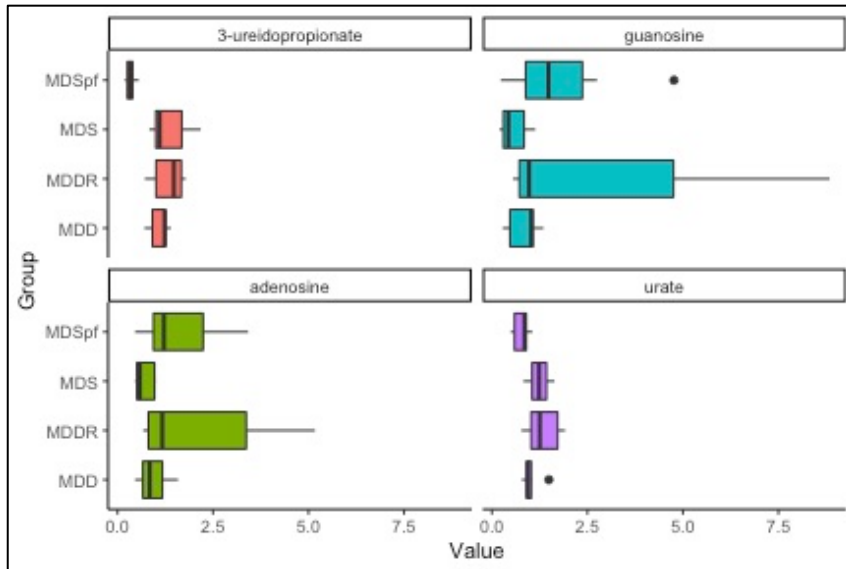 3-ureidopropionate
guanosine
MDSpf
MDS
MDDR
MDD
Group
adenosine
urate
MDSpf
MDS
MDDR
MDD
0.0 2.5 5.0 7.5
0.0 2.5 5.0 7.5
Value